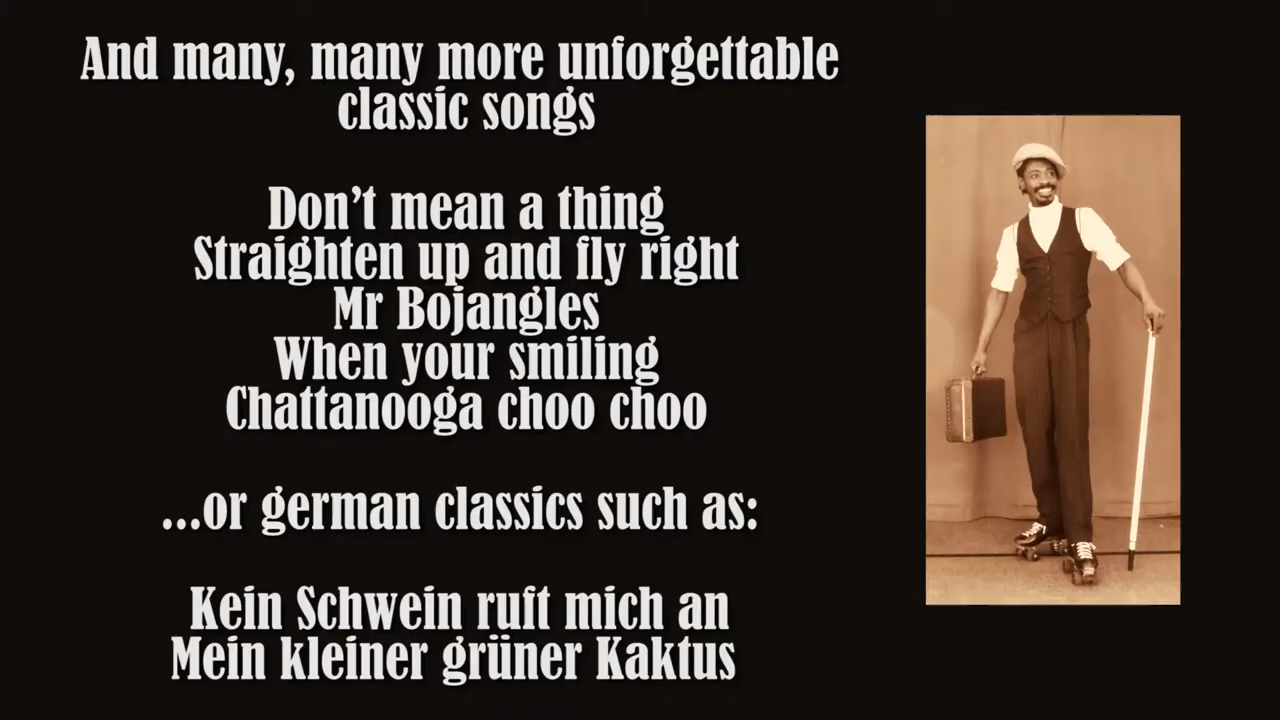 And many, many more unforgettable
classic songs
Don't mean a thing
Straighten up and fly right
Mr Bojangles
When your smiling
Chattanooga choo choo
...or german classics such as:
Kein Schwein ruft mich an
Mein kleiner grüner Kaktus